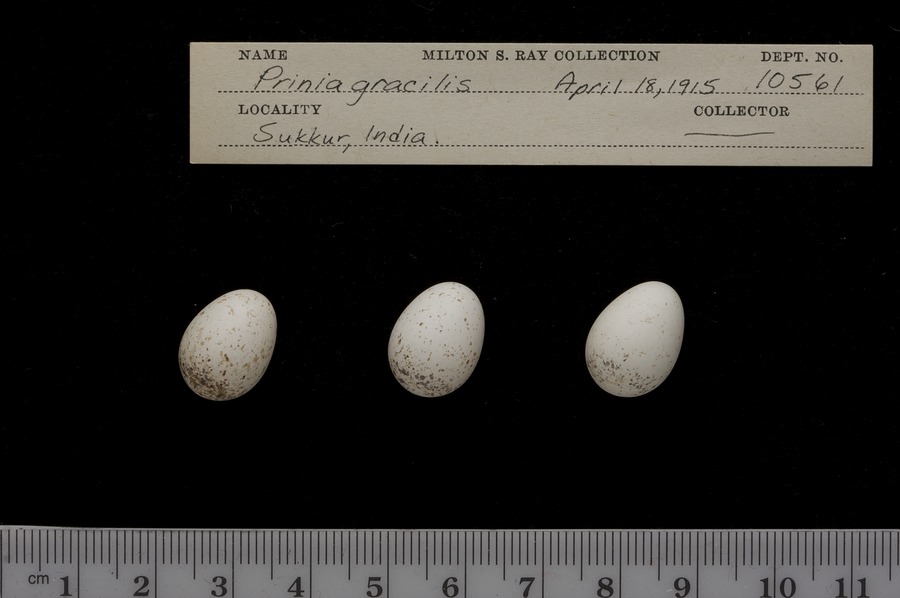 NAME MILTON S. RAY COLLECTION DEPT. NO.
Prinia gracilis April 18, 1915 10561
LOCALITY COLLECTOR
Sukkur, India.
cm 1 2 3 4 5 6 7 8 9 10 11